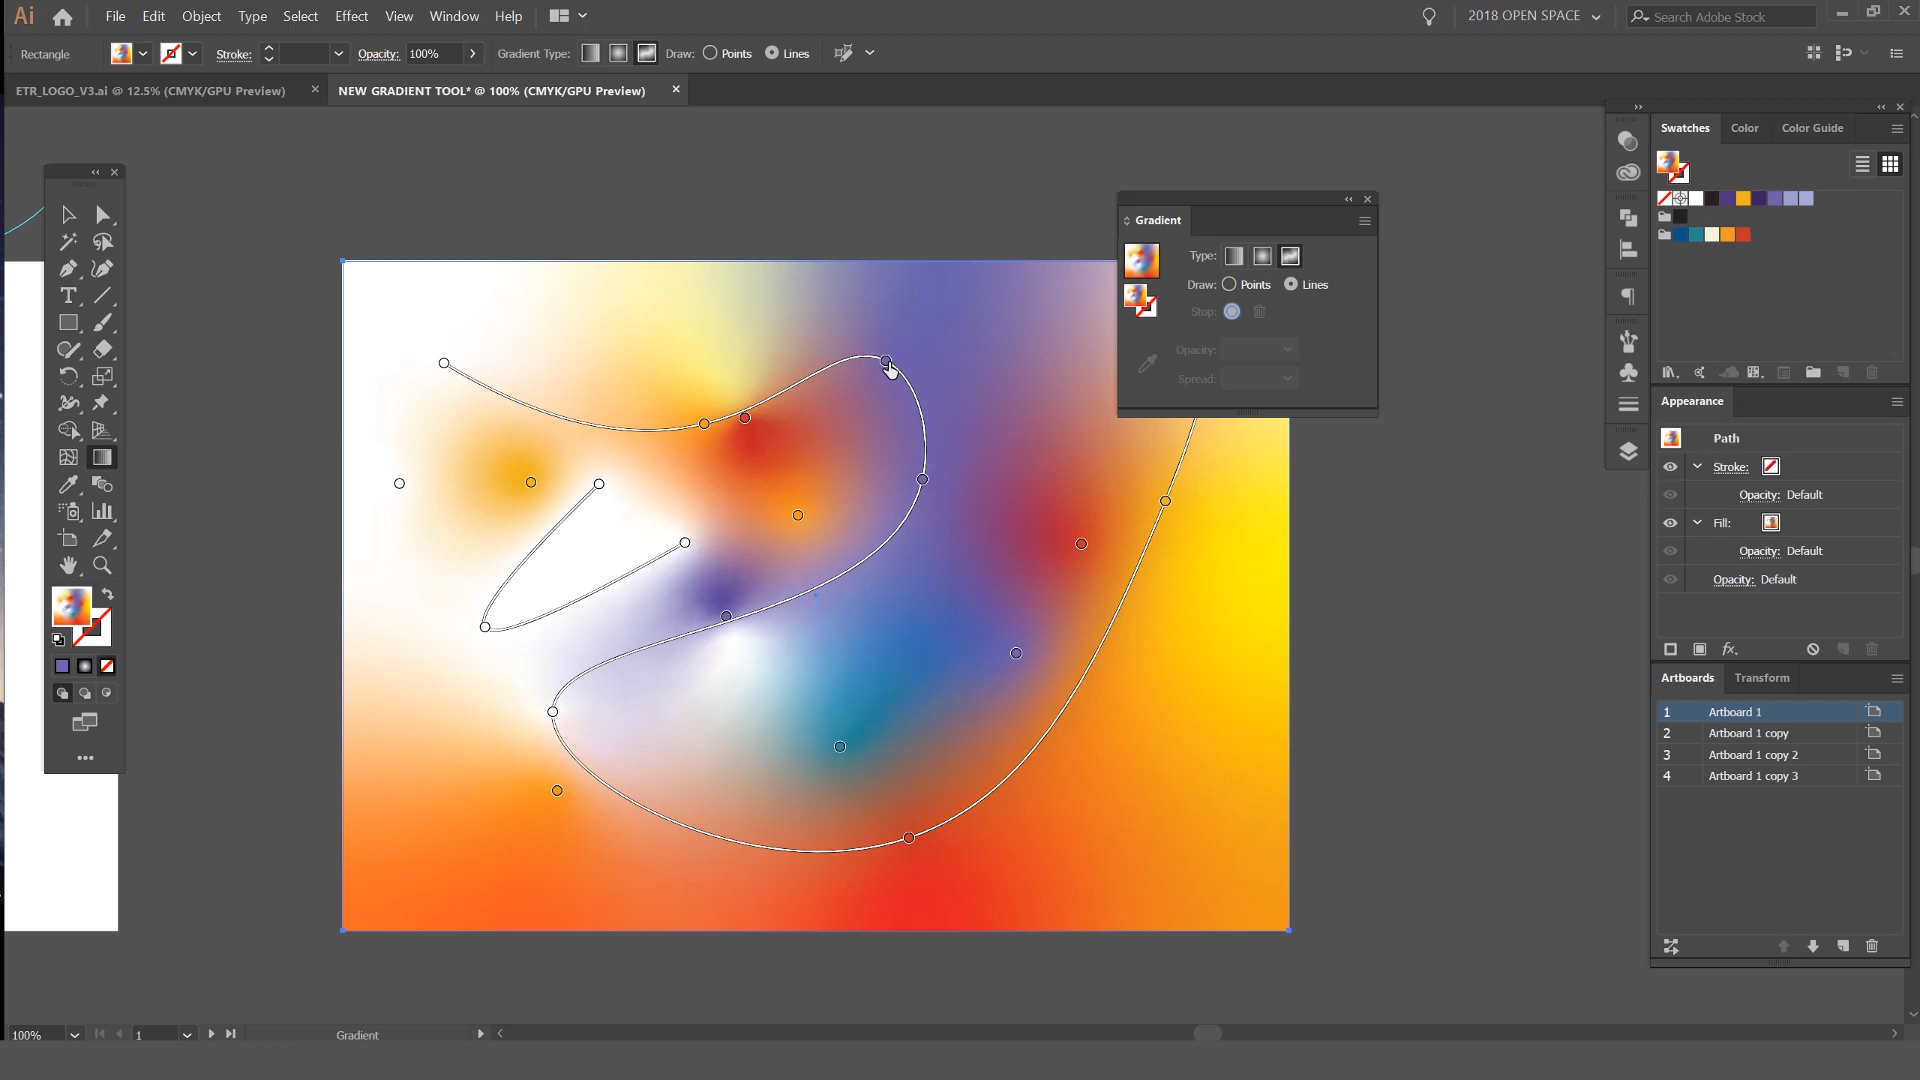 Ai File Edit Object Type Select Effect View Window Help 2018 OPEN SPACE Search Adobe Stock
Rectangle Stroke: Opacity: 100% Gradient Type: Draw: Points Lines
ETR_LOGO_V3.ai @ 12.5% (CMYK/GPU Preview) × NEW GRADIENT TOOL* @ 100% (CMYK/GPU Preview) ×
Swatches Color Color Guide
Gradient
Type:
Draw: Points Lines
Stop:
Opacity:
Spread:
Appearance
Path
Stroke:
Opacity: Default
Fill:
Opacity: Default
Opacity: Default
fx.
Artboards Transform
1 Artboard 1
2 Artboard 1 copy
3 Artboard 1 copy 2
4 Artboard 1 copy 3
100% 1 Gradient